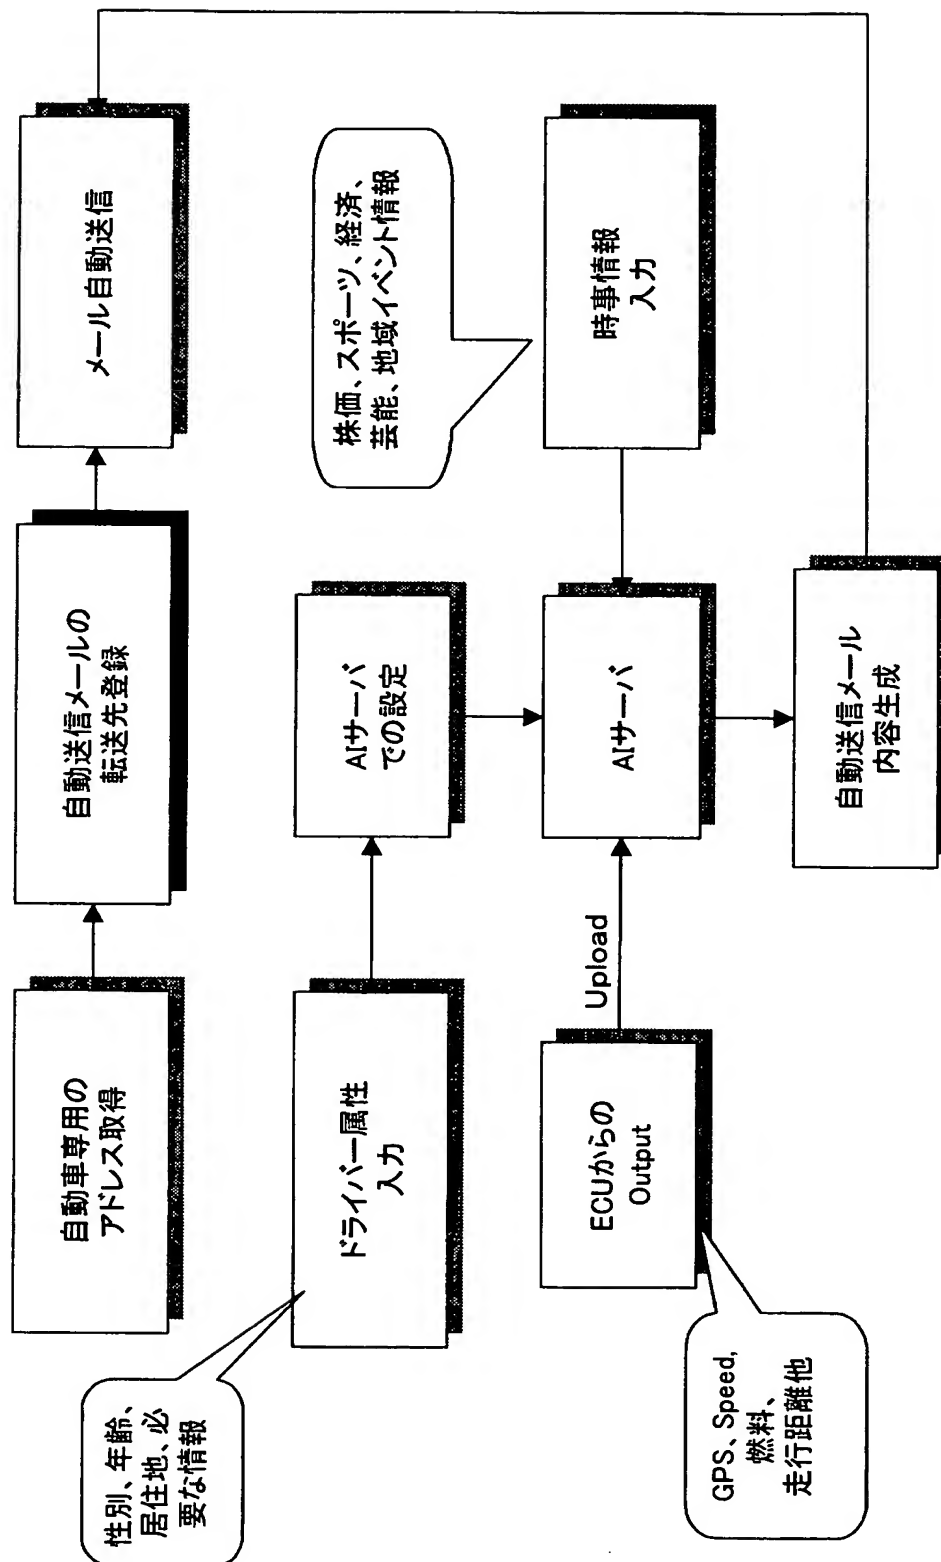 自動車専用の
アドレス取得
自動送信メールの
転送先登録
メール自動送信
性別、年齢、
居住地、必
要な情報
ドライバー属性
入力
AIサーバ
での設定
株価、スポーツ、経済、
芸能、地域イベント情報
ECUからの
Output
Upload
AIサーバ
時事情報
入力
GPS、Speed,
燃料、
走行距離他
自動送信メール
内容生成